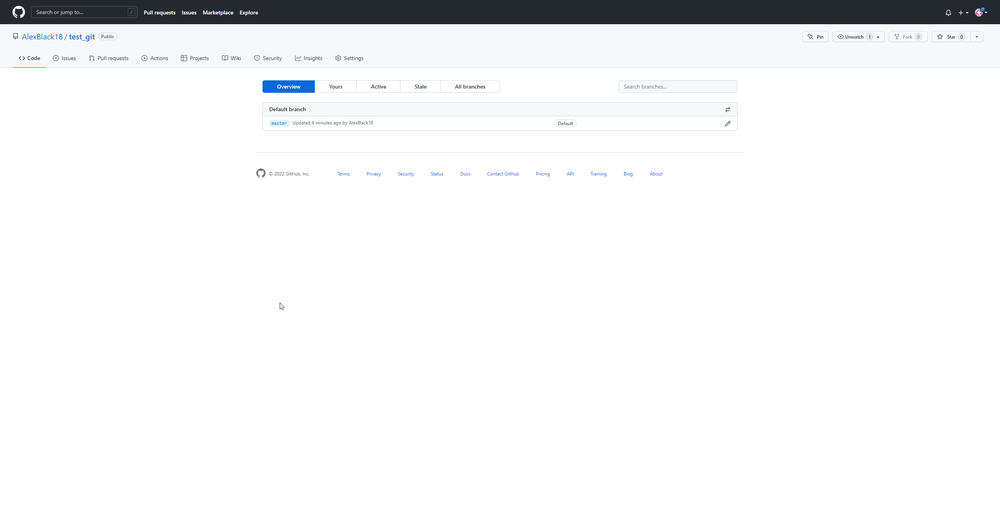 Search or jump to... /
Pull requests Issues Marketplace Explore
AlexBlack18 / test_git Public
Pin Unwatch 1 Fork 0 Star 0
Code Issues Pull requests Actions Projects Wiki Security Insights Settings
Overview Yours Active Stale All branches
Search branches...
Default branch
master Updated 4 minutes ago by AlexBlack18 Default
© 2022 GitHub, Inc. Terms Privacy Security Status Docs Contact GitHub Pricing API Training Blog About